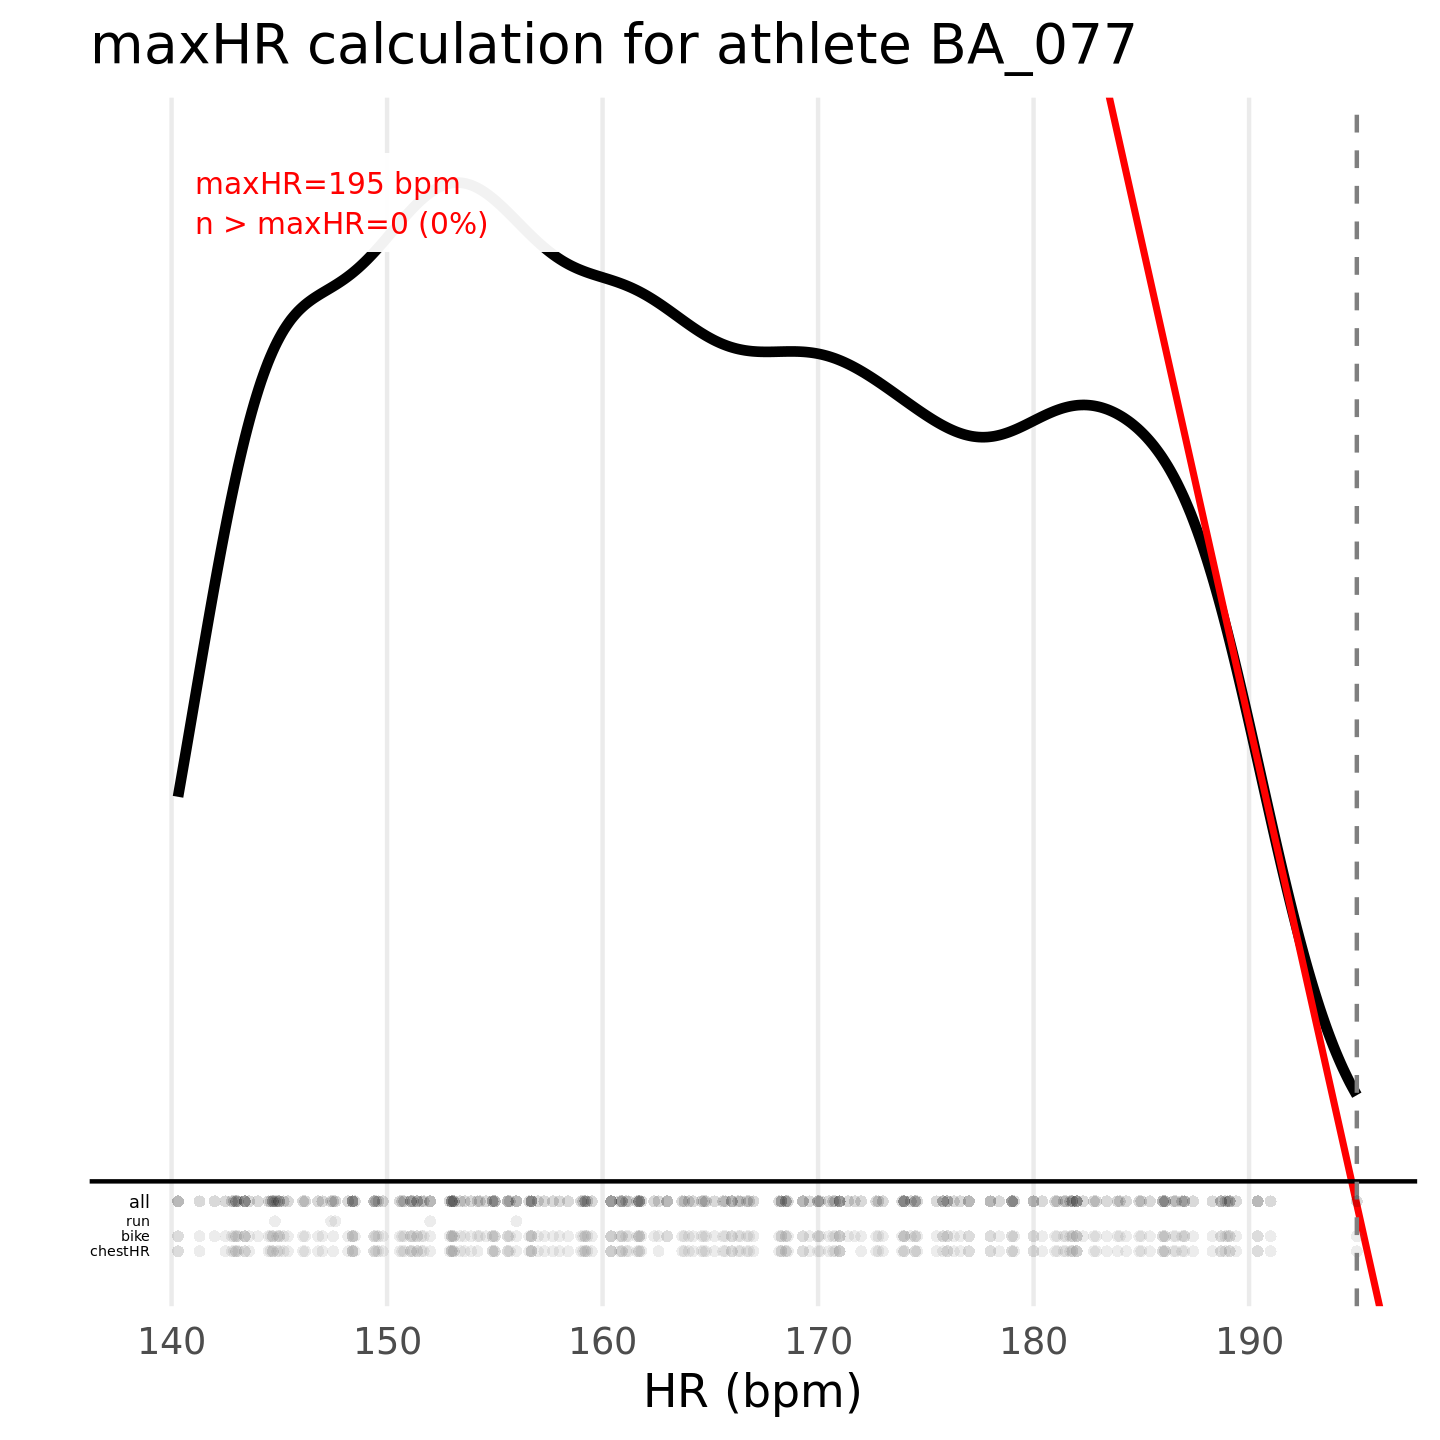 maxHR calculation for athlete BA_077
maxHR=195 bpm
n > maxHR=0 (0%)
all
run
bike
chestHR
140 150 160 170 180 190
HR (bpm)